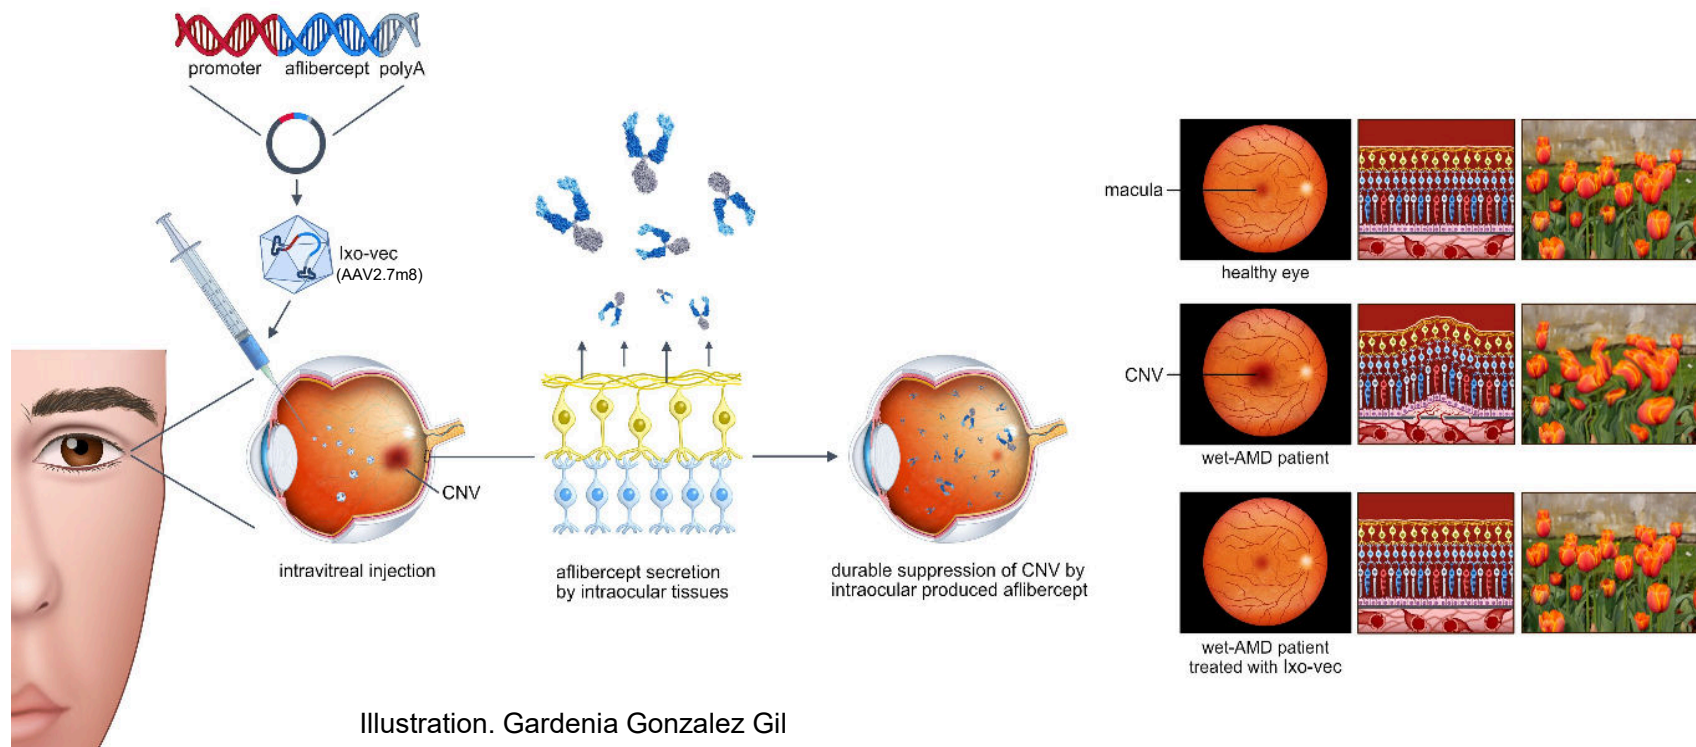 promoter aflibercept polyA
Ixo-vec
(AAV2.7m8)
CNV
intravitreal injection
aflibercept secretion
by intraocular tissues
durable suppression of CNV by
intraocular produced aflibercept
macula
healthy eye
CNV
wet-AMD patient
wet-AMD patient
treated with Ixo-vec
Illustration. Gardenia Gonzalez Gil